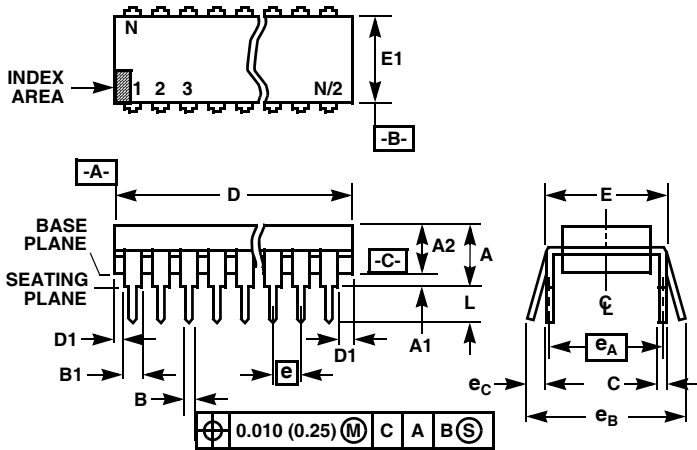 N
INDEX
AREA
1 2 3 N/2
E1
-B-
-A-
D
E
BASE
PLANE
A2
A
-C-
SEATING
PLANE
L
C
L
D1
A1
D1
eA
B1
e
eC
C
B
eB
0.010 (0.25) M C A B S